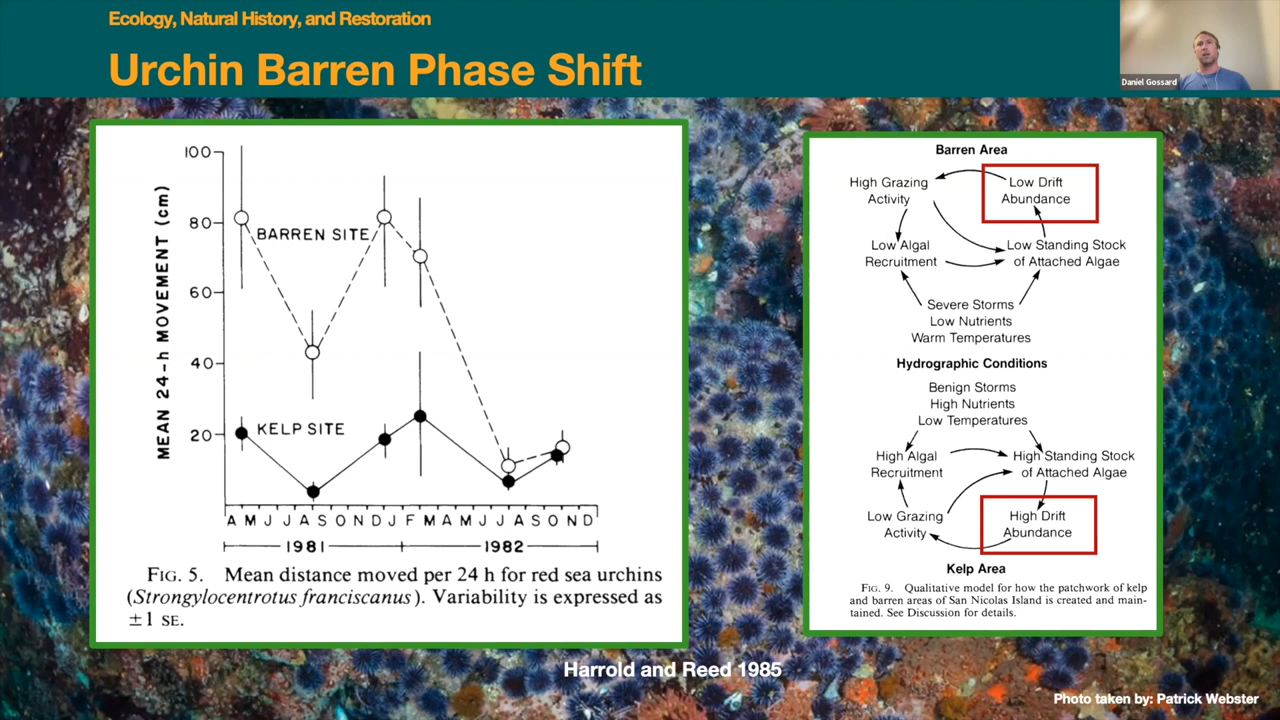 Ecology, Natural History, and Restoration
Urchin Barren Phase Shift
Daniel Gossard
MEAN 24-h MOVEMENT (cm)
100
80
60
40
20
BARREN SITE
KELP SITE
A M J J A S O N D J F M A M J J A S O N D
1981
1982
FIG. 5. Mean distance moved per 24 h for red sea urchins
(Strongylocentrotus franciscanus). Variability is expressed as
±1 SE.
Barren Area
High Grazing
Activity
Low Drift
Abundance
Low Algal
Recruitment
Low Standing Stock
of Attached Algae
Severe Storms
Low Nutrients
Warm Temperatures
Hydrographic Conditions
Benign Storms
High Nutrients
Low Temperatures
High Algal
Recruitment
High Standing Stock
of Attached Algae
Low Grazing
Activity
High Drift
Abundance
Kelp Area
FIG. 9. Qualitative model for how the patchwork of kelp
and barren areas of San Nicolas Island is created and main-
tained. See Discussion for details.
Harrold and Reed 1985
Photo taken by: Patrick Webster